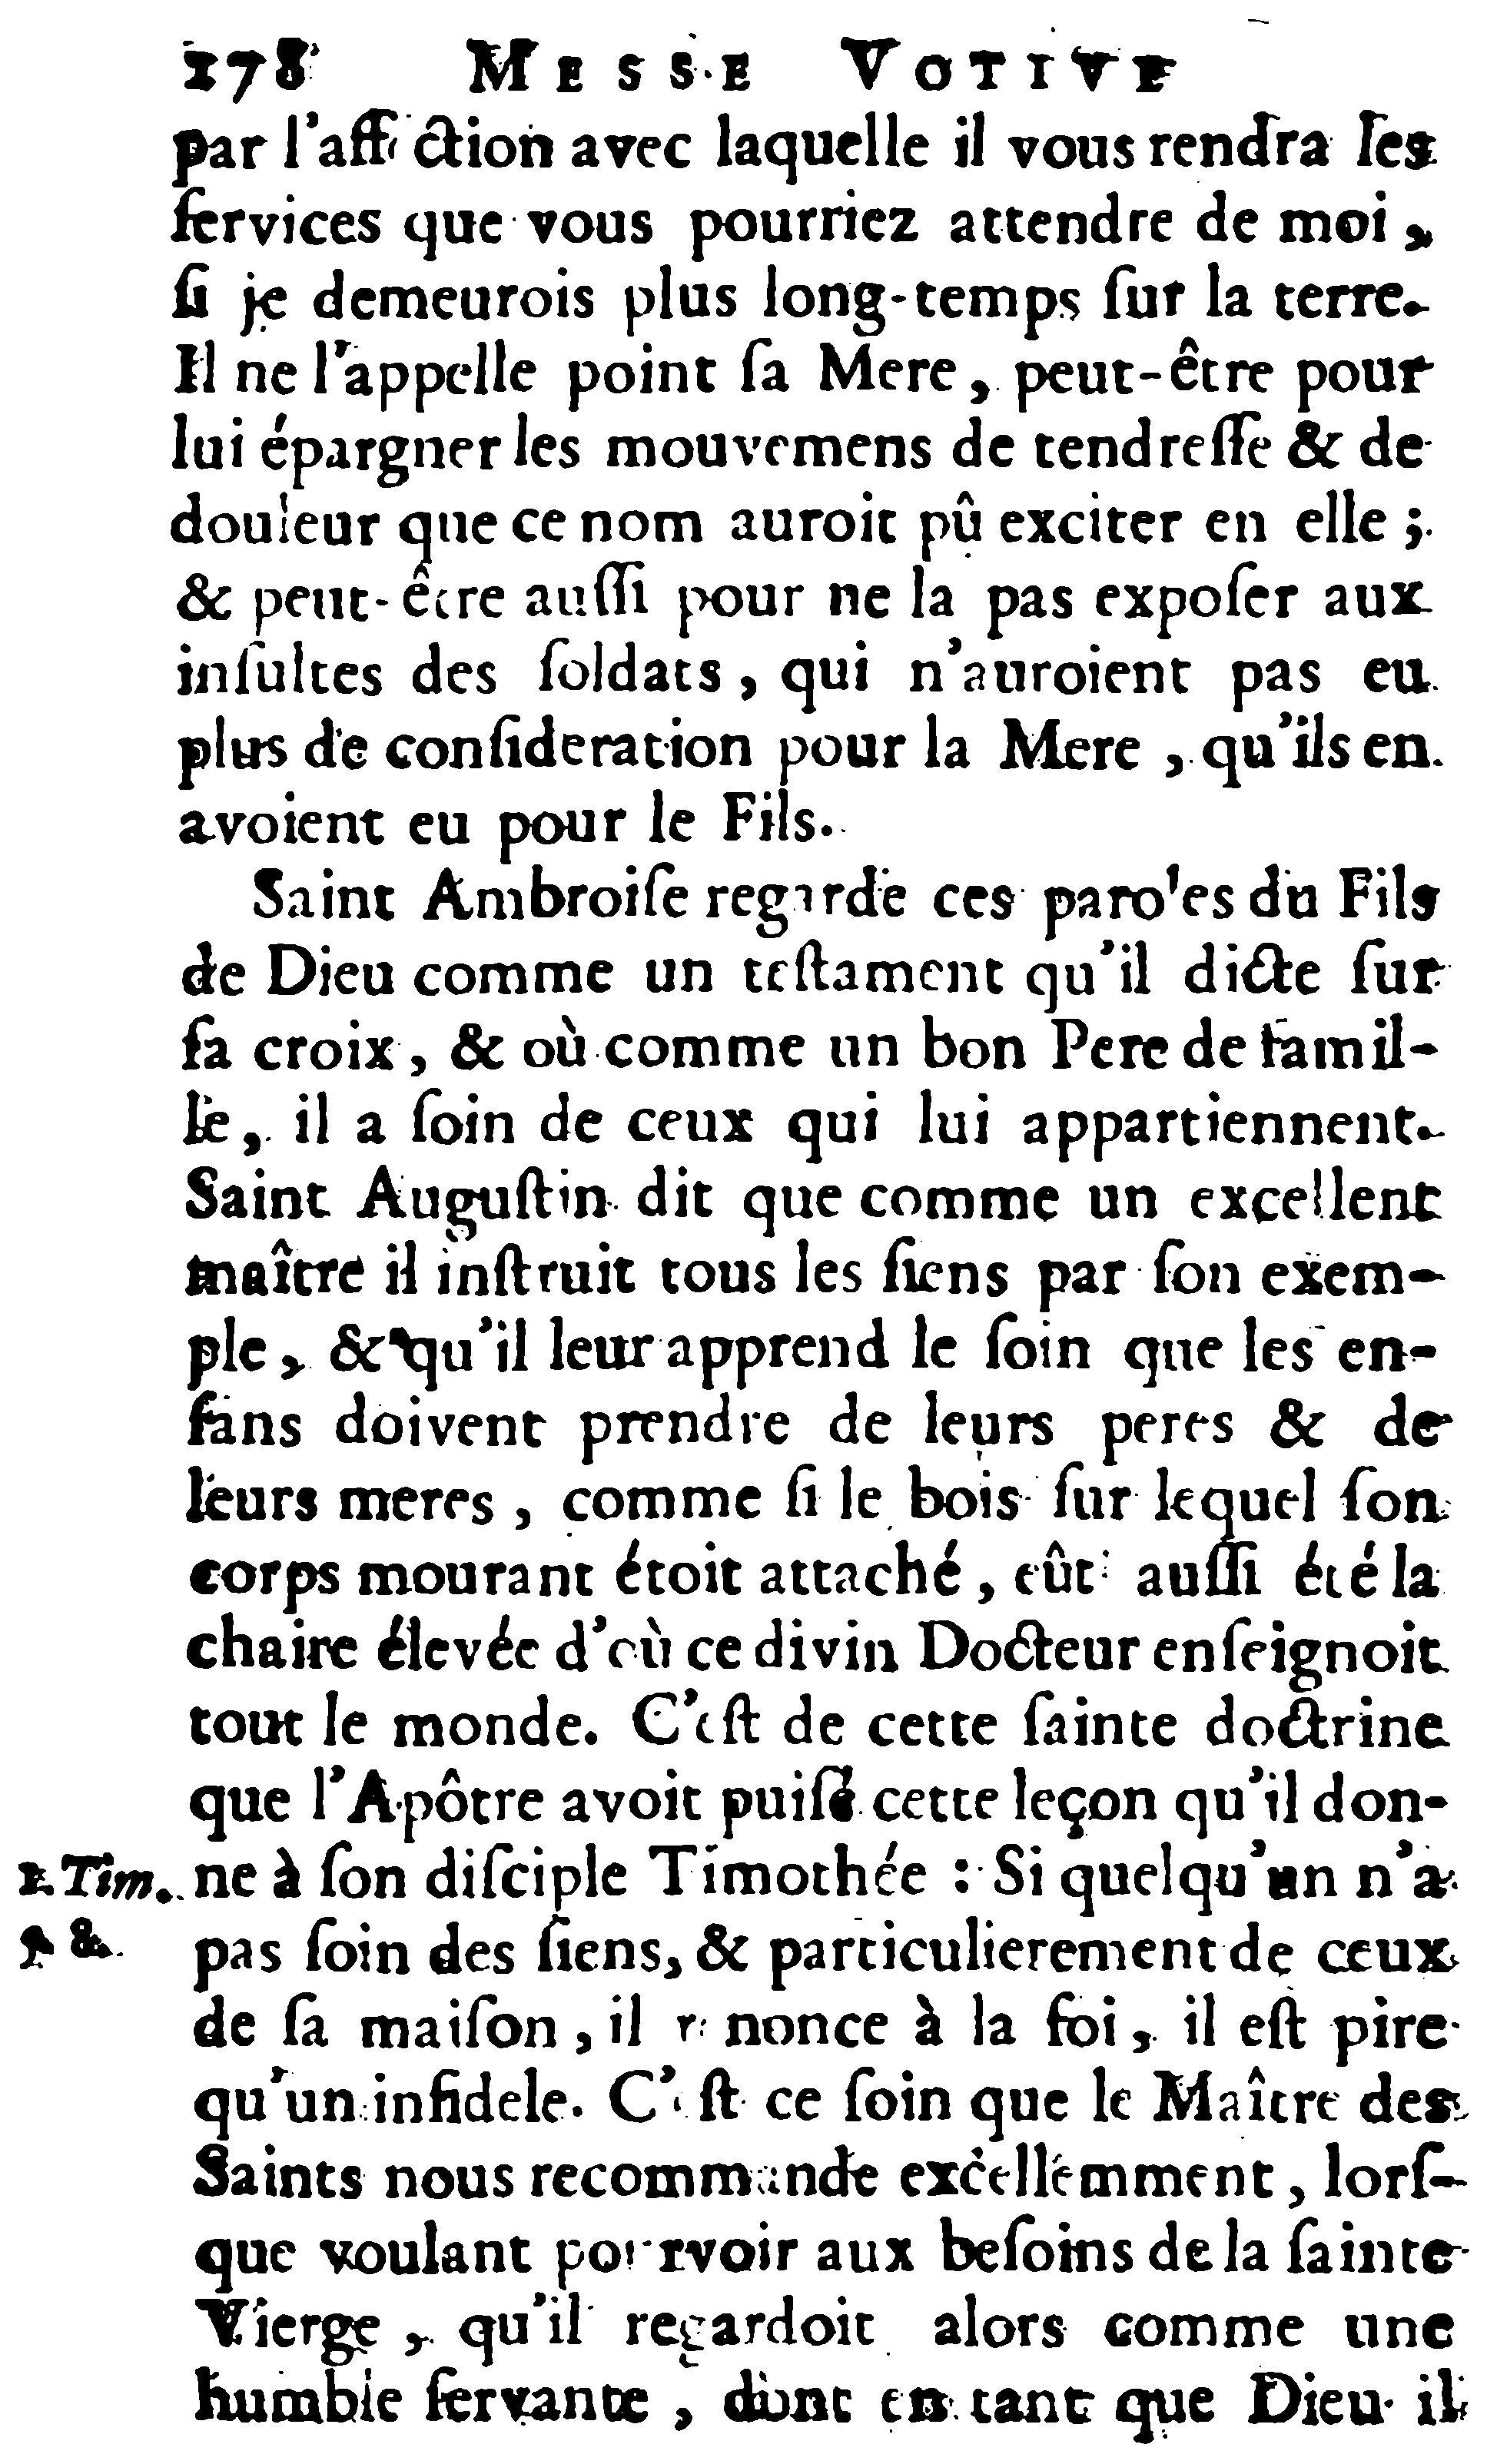 278 MESSE VOTIVE
par l'affection avec laquelle il vous rendra les
ſervices que vous pourriez attendre de moi,
ſi je demeurois plus long-temps ſur la terre.
Il ne l'appelle point ſa Mere, peut-être pour
lui épargner les mouvemens de tendreſſe & de
douleur que ce nom auroit pû exciter en elle ;
& peut-être auſſi pour ne la pas expoſer aux
inſultes des ſoldats, qui n'auroient pas eu
plus de conſideration pour la Mere, qu'ils en
avoient eu pour le Fils.
Saint Ambroiſe regarde ces paroles du Fils
de Dieu comme un teſtament qu'il dicte ſur
ſa croix, & où comme un bon Pere de famil-
le, il a ſoin de ceux qui lui appartiennent.
Saint Auguſtin dit que comme un excellent
maître il inſtruit tous les ſiens par ſon exem-
ple, & qu'il leur apprend le ſoin que les en-
fans doivent prendre de leurs peres & de
leurs meres, comme ſi le bois ſur lequel ſon
corps mourant étoit attaché, eût auſſi été la
chaire élevée d'où ce divin Docteur enſeignoit
tout le monde. C'eſt de cette ſainte doctrine
que l'Apôtre avoit puiſé cette leçon qu'il don-
1. Tim. ne à ſon diſciple Timothée : Si quelqu'un n'a
5. 8. pas ſoin des ſiens, & particulierement de ceux
de ſa maiſon, il renonce à la foi, il eſt pire
qu'un infidele. C'eſt ce ſoin que le Maître des
Saints nous recommande excellemment, lorſ-
que voulant pourvoir aux beſoins de la ſainte
Vierge, qu'il regardoit alors comme une
humble ſervante, dont en tant que Dieu il